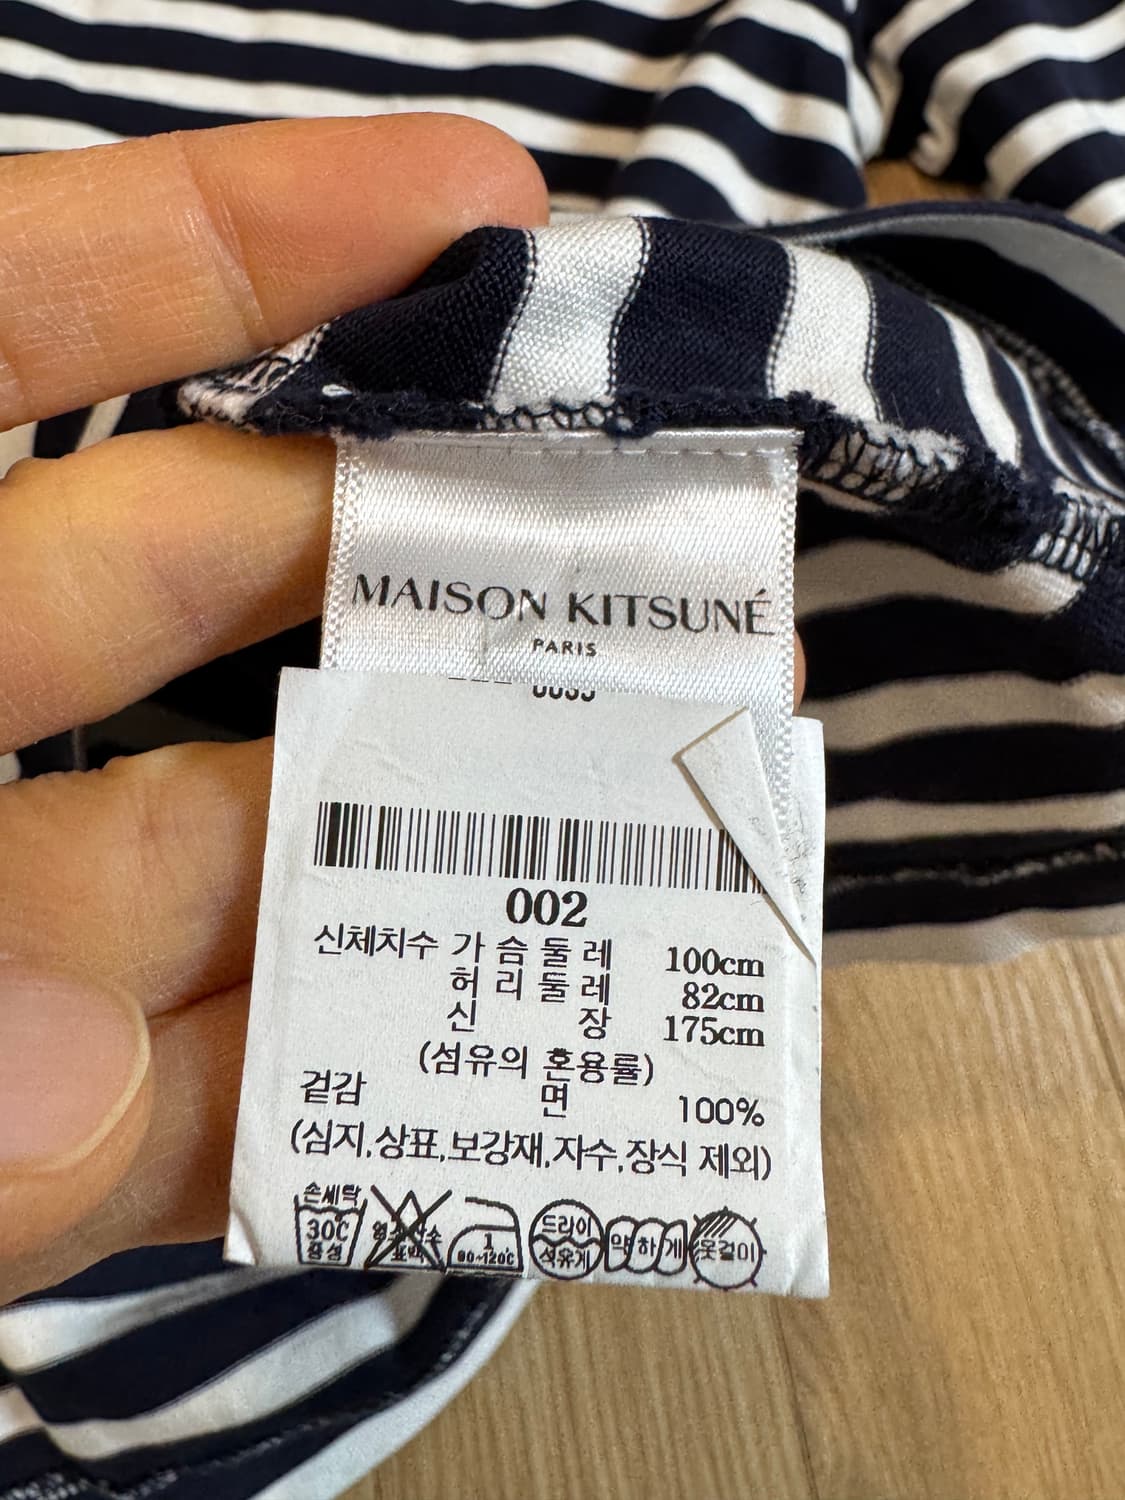 MAISON KITSUNÉ
PARIS
002
신체치수 가슴둘레 100cm
허리둘레 82cm
신장 175cm
(섬유의 혼용률)
겉감 면 100%
(심지,상표,보강재,자수,장식 제외)
손세탁 드라이
30℃ 1 약하게 옷걸이
중성 표백 80~120℃ 석유계